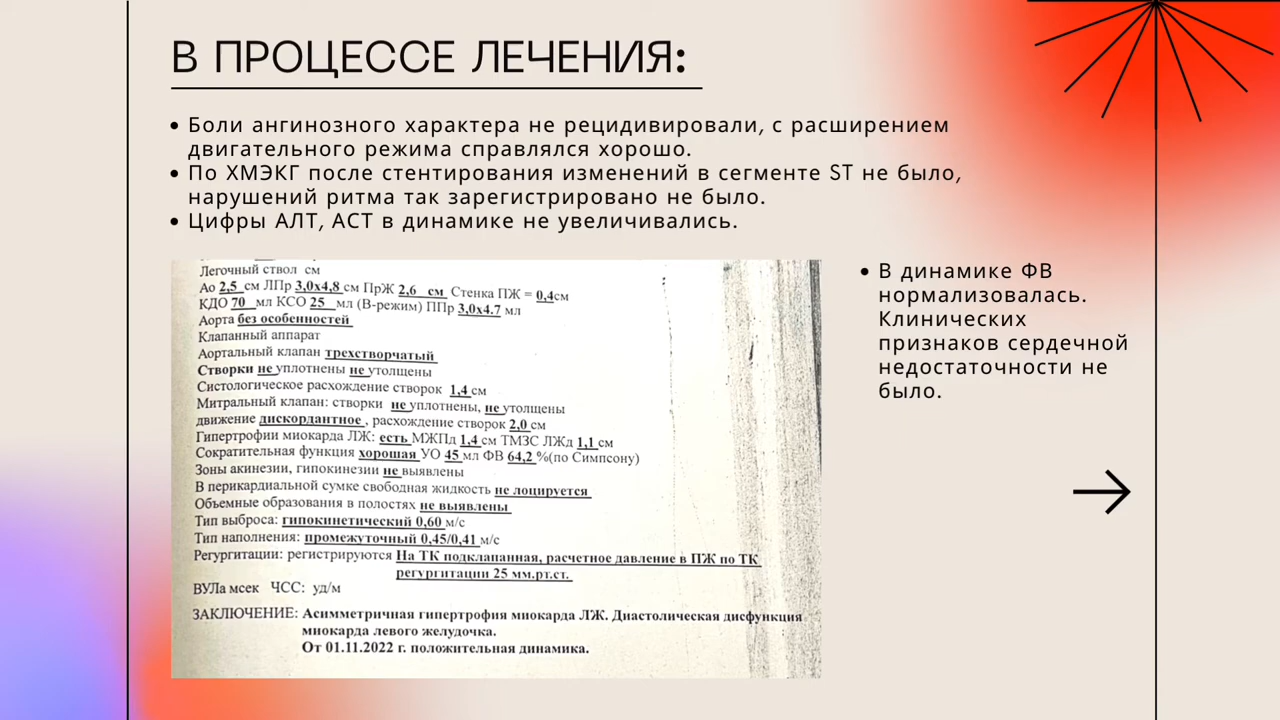 В ПРОЦЕССЕ ЛЕЧЕНИЯ:
• Боли ангинозного характера не рецидивировали, с расширением
двигательного режима справлялся хорошо.
• По ХМЭКГ после стентирования изменений в сегменте ST не было,
нарушений ритма так зарегистрировано не было.
• Цифры АЛТ, АСТ в динамике не увеличивались.
Легочный ствол см
Ао 2,5 см ЛПр 3,0х4,8 см ПрЖ 2,6 см Стенка ПЖ = 0,4см
КДО 70 мл КСО 25 мл (В-режим) ППр 3,0х4.7 мл
Аорта без особенностей
Клапанный аппарат
Аортальный клапан трехстворчатый
Створки не уплотнены не утолщены
Систологическое расхождение створок 1,4 см
Митральный клапан: створки не уплотнены, не утолщены
движение дискордантное , расхождение створок 2,0 см
Гипертрофии миокарда ЛЖ: есть МЖПд 1,4 см ТМЗС ЛЖд 1,1 см
Сократительная функция хорошая УО 45 мл ФВ 64,2 %(по Симпсону)
Зоны акинезии, гипокинезии не выявлены
В перикардиальной сумке свободная жидкость не лоцируется
Объемные образования в полостях не выявлены
Тип выброса: гипокинетический 0,60 м/с
Тип наполнения: промежуточный 0,45/0,41 м/с
Регургитации: регистрируются На ТК подклапанная, расчетное давление в ПЖ по ТК
регургитации 25 мм.рт.ст.
ВУЛа мсек ЧСС: уд/м
ЗАКЛЮЧЕНИЕ: Асимметричная гипертрофия миокарда ЛЖ. Диастолическая дисфункция
миокарда левого желудочка.
От 01.11.2022 г. положительная динамика.
• В динамике ФВ
нормализовалась.
Клинических
признаков сердечной
недостаточности не
было.